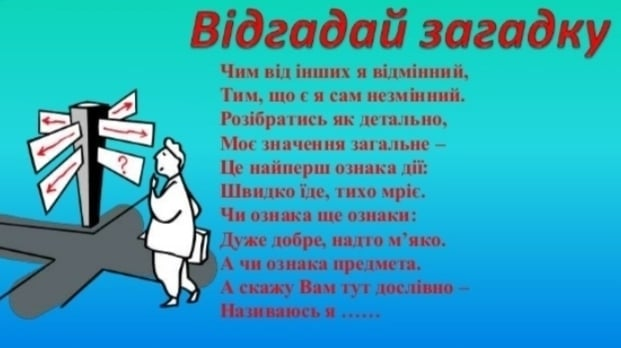 Відгадай загадку
Чим від інших я відмінний,
Тим, що є я сам незмінний.
Розібратись як детально,
Моє значення загальне –
Це найперш ознака дії:
Швидко їде, тихо мріє.
Чи ознака ще ознаки:
Дуже добре, надто м’яко.
А чи ознака предмета.
А скажу Вам тут дослівно –
Називаюсь я ……
?